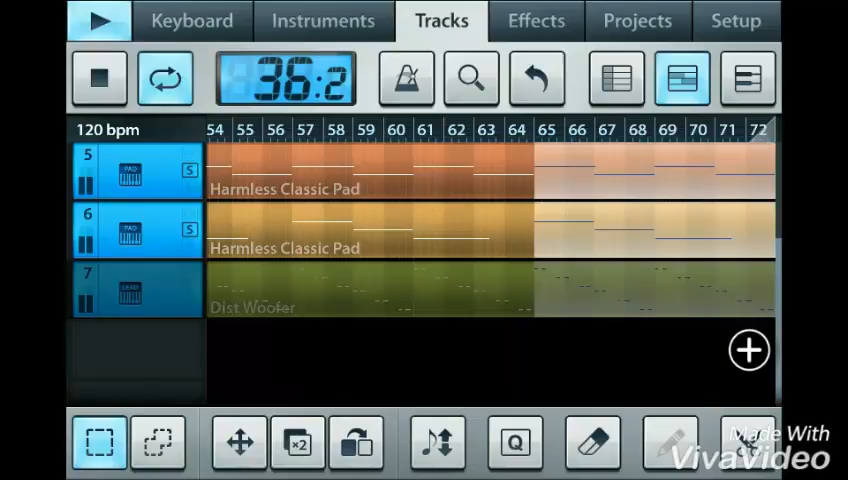 Keyboard Instruments Tracks Effects Projects Setup
36:2
120 bpm 54 55 56 57 58 59 60 61 62 63 64 65 66 67 68 69 70 71 72
5 PAD S
Harmless Classic Pad
6 PAD S
Harmless Classic Pad
7 LEAD
Dist Woofer
×2 Q
Made With
VivaVideo